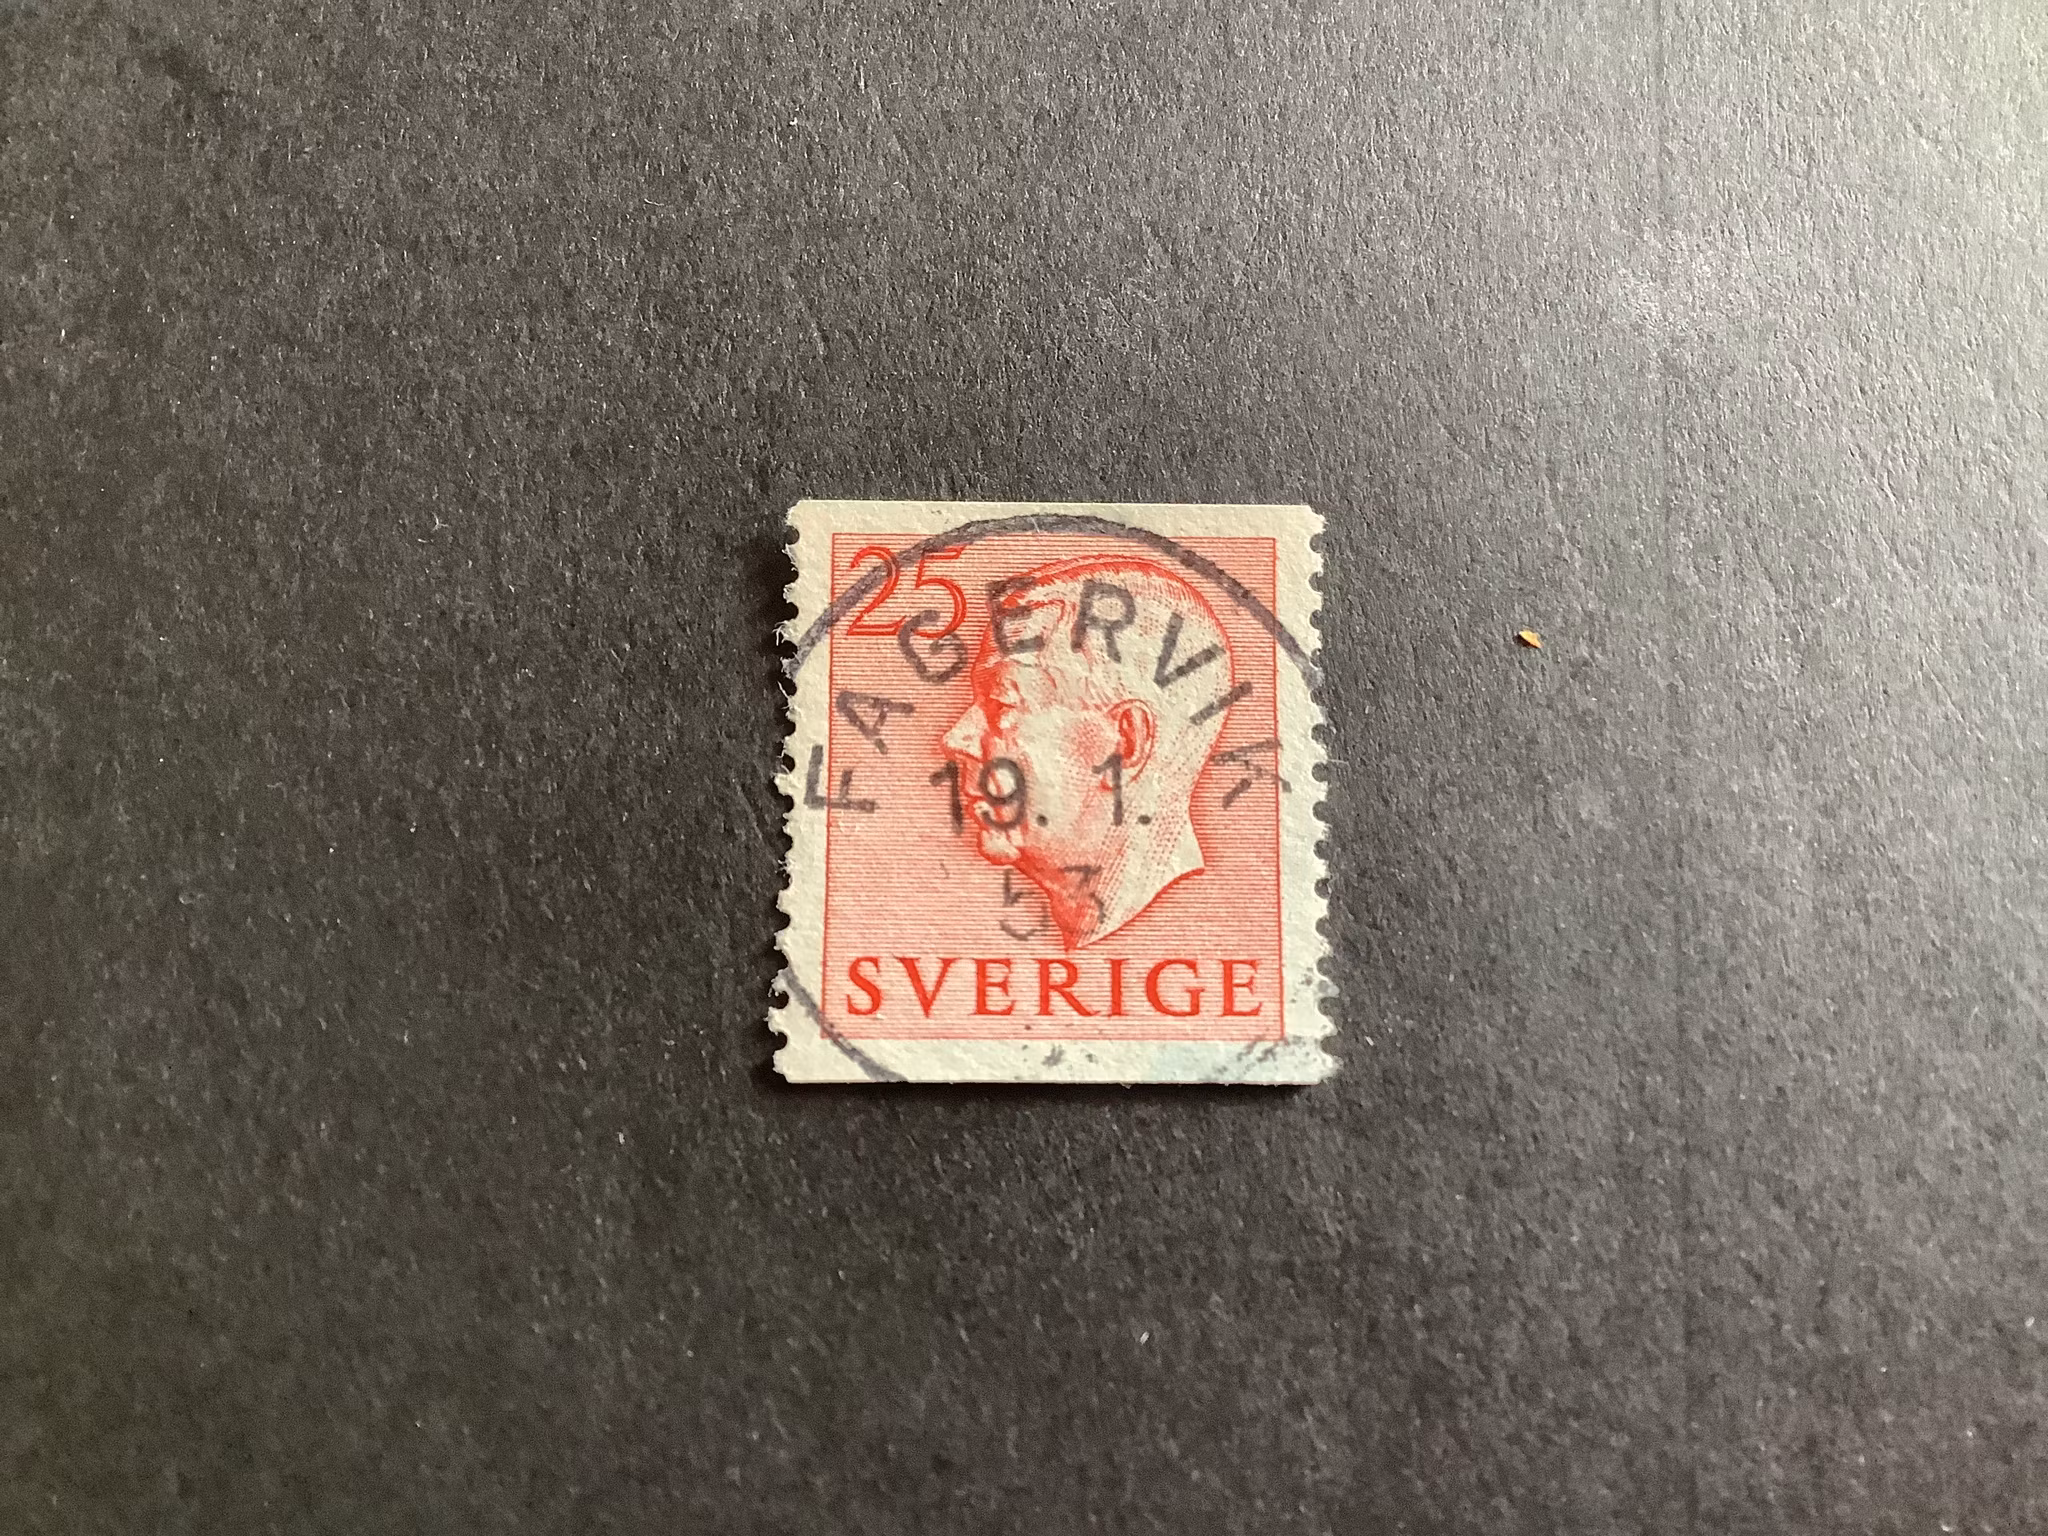 25
FAGERVIK
19. 1.
53
SVERIGE